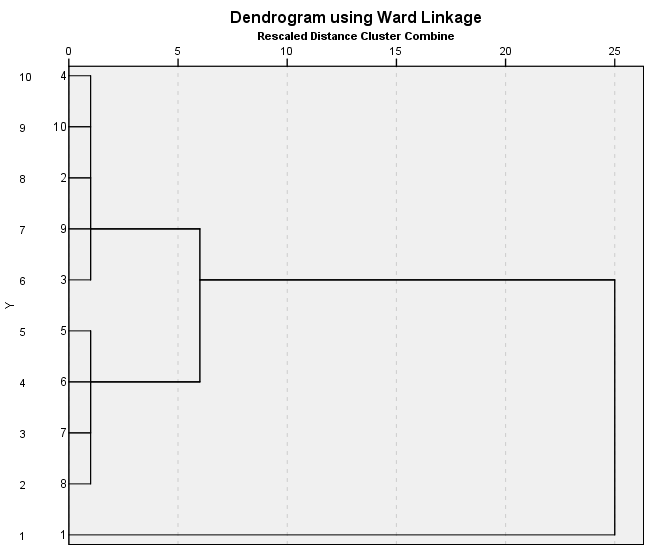 Dendrogram using Ward Linkage
Rescaled Distance Cluster Combine
0 5 10 15 20 25
10 4
9 10
8 2
7 9
6 3
Y
5 5
4 6
3 7
2 8
1 1